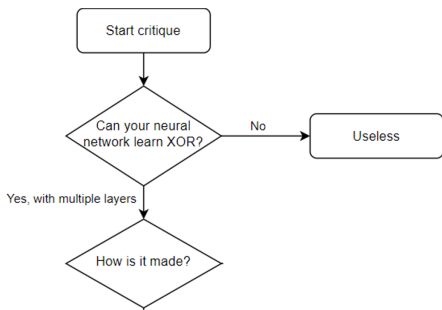 Start critique
Can your neural
network learn XOR?
No
Useless
Yes, with multiple layers
How is it made?